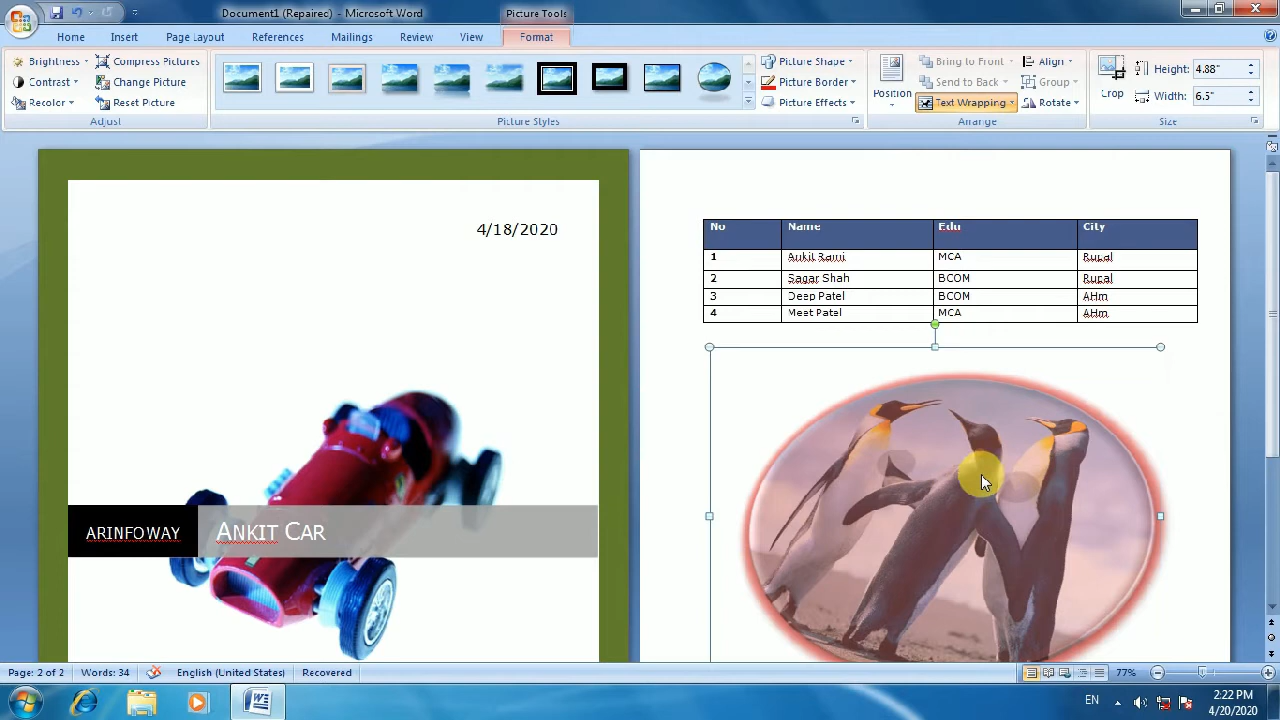 Document1 (Repaired) - Microsoft Word
Picture Tools
Home Insert Page Layout References Mailings Review View Format
Brightness Compress Pictures Picture Shape Bring to Front Align Height: 4.88"
Contrast Change Picture Picture Border Send to Back Group
Recolor Reset Picture Picture Effects Position Text Wrapping Rotate Crop Width: 6.5"
Adjust Picture Styles Arrange Size
4/18/2020
No Name Edu City
1 Ankit Rami MCA Rupal
2 Sagar Shah BCOM Rupal
3 Deep Patel BCOM AHm
4 Meet Patel MCA AHm
ARINFOWAY ANKIT CAR
Page: 2 of 2 Words: 34 English (United States) Recovered 77%
EN 2:22 PM
4/20/2020